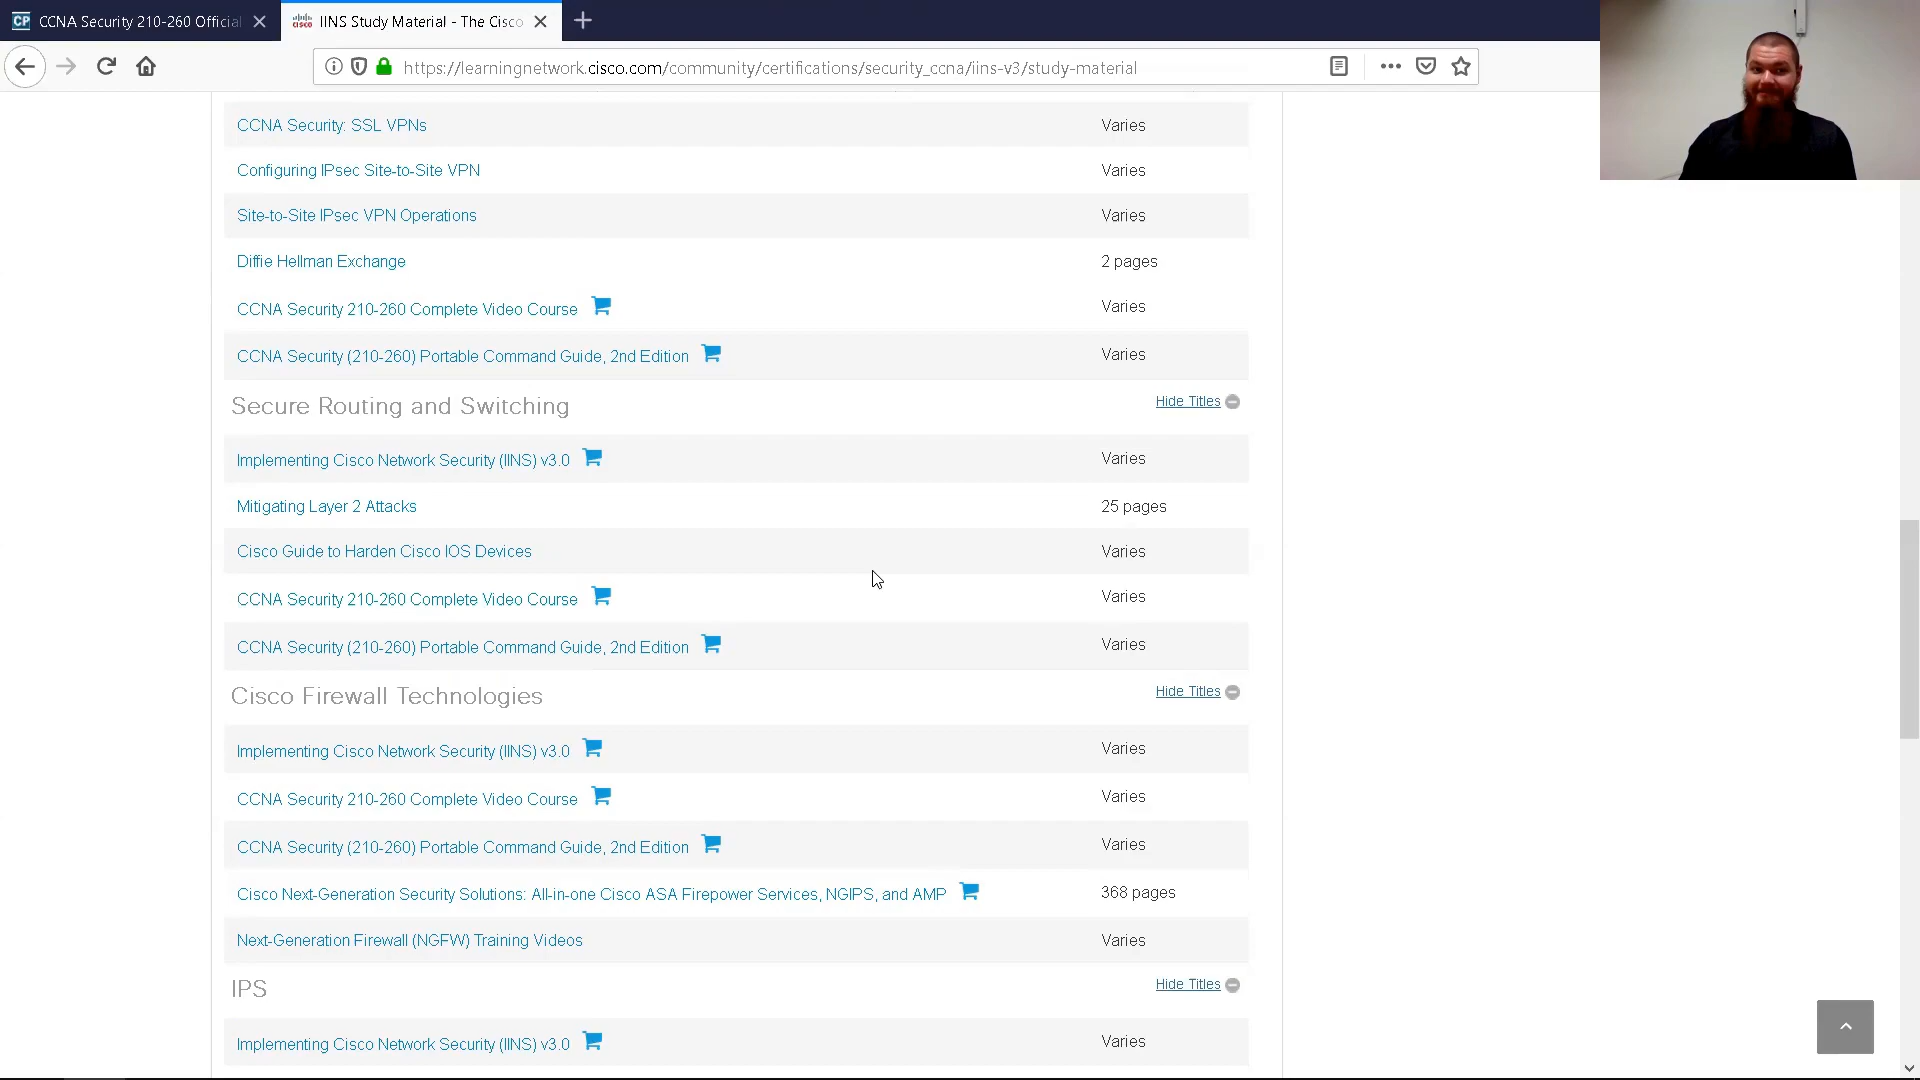 CCNA Security 210-260 Official
IINS Study Material - The Cisco
https://learningnetwork.cisco.com/community/certifications/security_ccna/iins-v3/study-material
CCNA Security: SSL VPNs Varies
Configuring IPsec Site-to-Site VPN Varies
Site-to-Site IPsec VPN Operations Varies
Diffie Hellman Exchange 2 pages
CCNA Security 210-260 Complete Video Course Varies
CCNA Security (210-260) Portable Command Guide, 2nd Edition Varies
Secure Routing and Switching Hide Titles
Implementing Cisco Network Security (IINS) v3.0 Varies
Mitigating Layer 2 Attacks 25 pages
Cisco Guide to Harden Cisco IOS Devices Varies
CCNA Security 210-260 Complete Video Course Varies
CCNA Security (210-260) Portable Command Guide, 2nd Edition Varies
Cisco Firewall Technologies Hide Titles
Implementing Cisco Network Security (IINS) v3.0 Varies
CCNA Security 210-260 Complete Video Course Varies
CCNA Security (210-260) Portable Command Guide, 2nd Edition Varies
Cisco Next-Generation Security Solutions: All-in-one Cisco ASA Firepower Services, NGIPS, and AMP 368 pages
Next-Generation Firewall (NGFW) Training Videos Varies
IPS Hide Titles
Implementing Cisco Network Security (IINS) v3.0 Varies